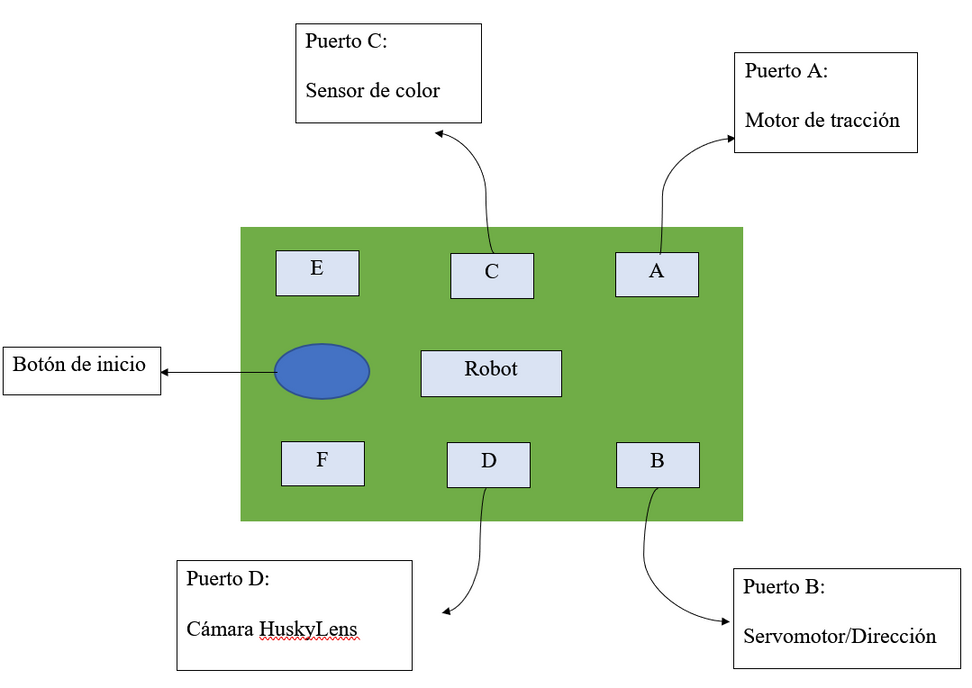 Puerto C:
Sensor de color
Puerto A:
Motor de tracción
E
C
A
Botón de inicio
Robot
F
D
B
Puerto D:
Cámara HuskyLens
Puerto B:
Servomotor/Dirección